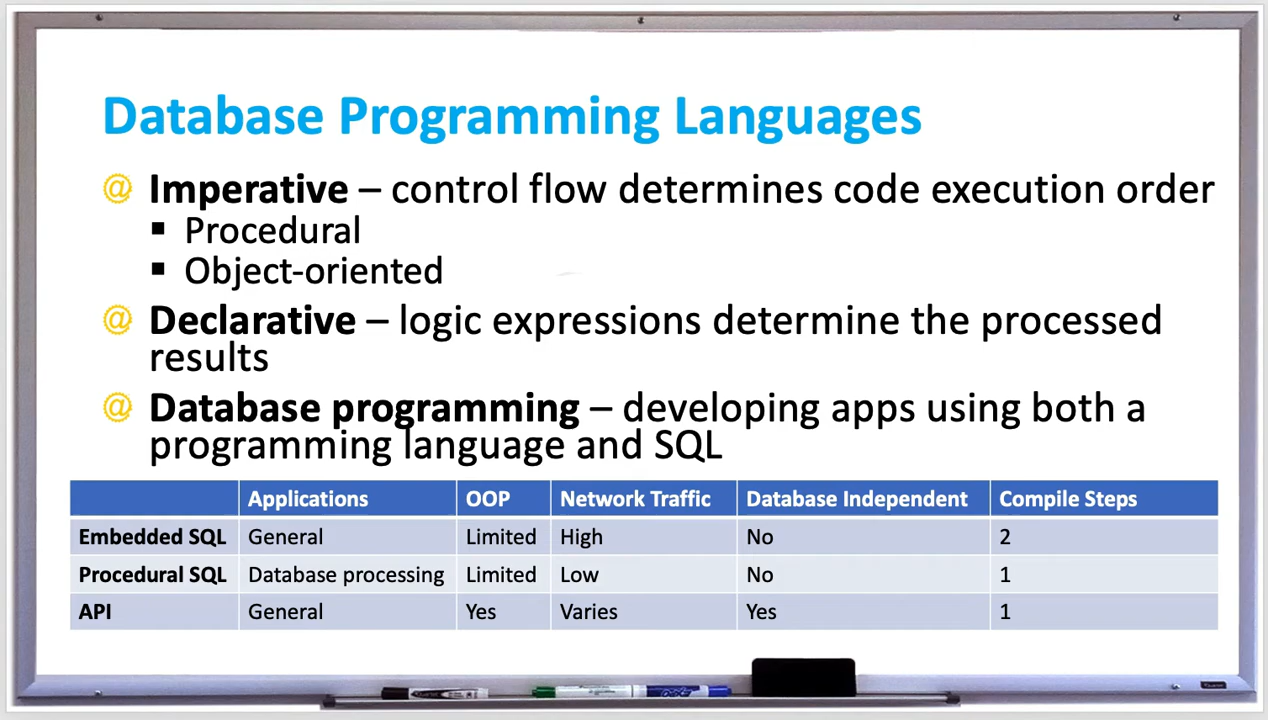 Database Programming Languages
@ Imperative – control flow determines code execution order
▪ Procedural
▪ Object-oriented
@ Declarative – logic expressions determine the processed
results
@ Database programming – developing apps using both a
programming language and SQL
Applications OOP Network Traffic Database Independent Compile Steps
Embedded SQL General Limited High No 2
Procedural SQL Database processing Limited Low No 1
API General Yes Varies Yes 1